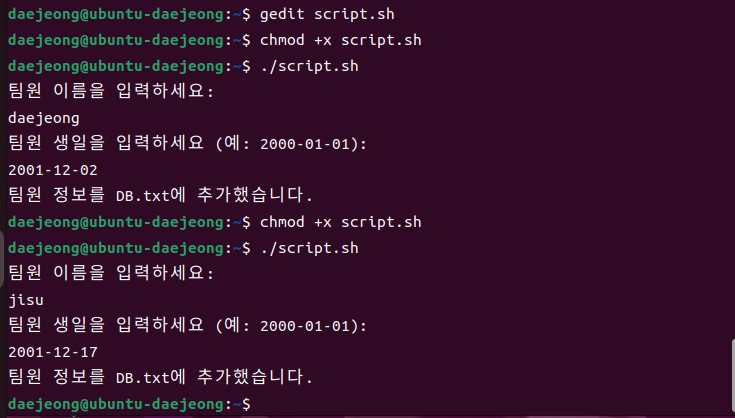 daejeong@ubuntu-daejeong:~$ gedit script.sh
daejeong@ubuntu-daejeong:~$ chmod +x script.sh
daejeong@ubuntu-daejeong:~$ ./script.sh
팀원 이름을 입력하세요:
daejeong
팀원 생일을 입력하세요 (예: 2000-01-01):
2001-12-02
팀원 정보를 DB.txt에 추가했습니다.
daejeong@ubuntu-daejeong:~$ chmod +x script.sh
daejeong@ubuntu-daejeong:~$ ./script.sh
팀원 이름을 입력하세요:
jisu
팀원 생일을 입력하세요 (예: 2000-01-01):
2001-12-17
팀원 정보를 DB.txt에 추가했습니다.
daejeong@ubuntu-daejeong:~$